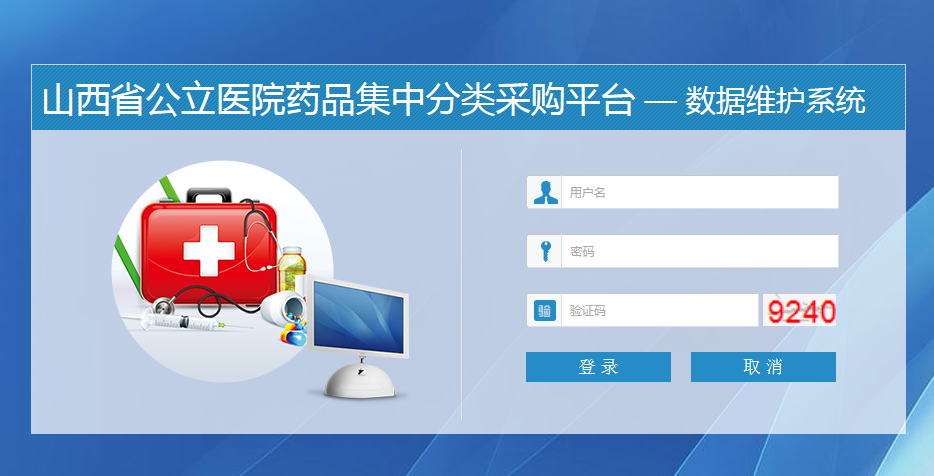 山西省公立医院药品集中分类采购平台 — 数据维护系统
用户名
密码
验
验证码
9240
登 录
取 消